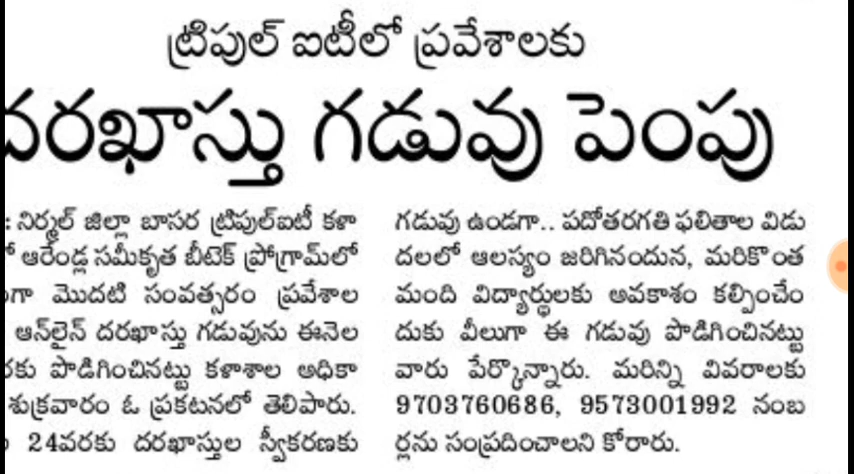 ట్రిపుల్ ఐటీలో ప్రవేశాలకు
దరఖాస్తు గడువు పెంపు
: నిర్మల్ జిల్లా బాసర ట్రిపుల్ఐటీ కళా
ఆరేండ్ల సమీకృత బీటెక్ ప్రోగ్రామ్‌లో
మొదటి సంవత్సరం ప్రవేశాల
ఆన్‌లైన్ దరఖాస్తు గడువును ఈనెల
పొడిగించినట్టు కళాశాల అధికా
శుక్రవారం ఓ ప్రకటనలో తెలిపారు.
24వరకు దరఖాస్తుల స్వీకరణకు
గడువు ఉండగా.. పదోతరగతి ఫలితాల విడు
దలలో ఆలస్యం జరిగినందున, మరికొంత
మంది విద్యార్థులకు అవకాశం కల్పించేం
దుకు వీలుగా ఈ గడువు పొడిగించినట్టు
వారు పేర్కొన్నారు. మరిన్ని వివరాలకు
9703760686, 9573001992 నంబ
ర్లను సంప్రదించాలని కోరారు.